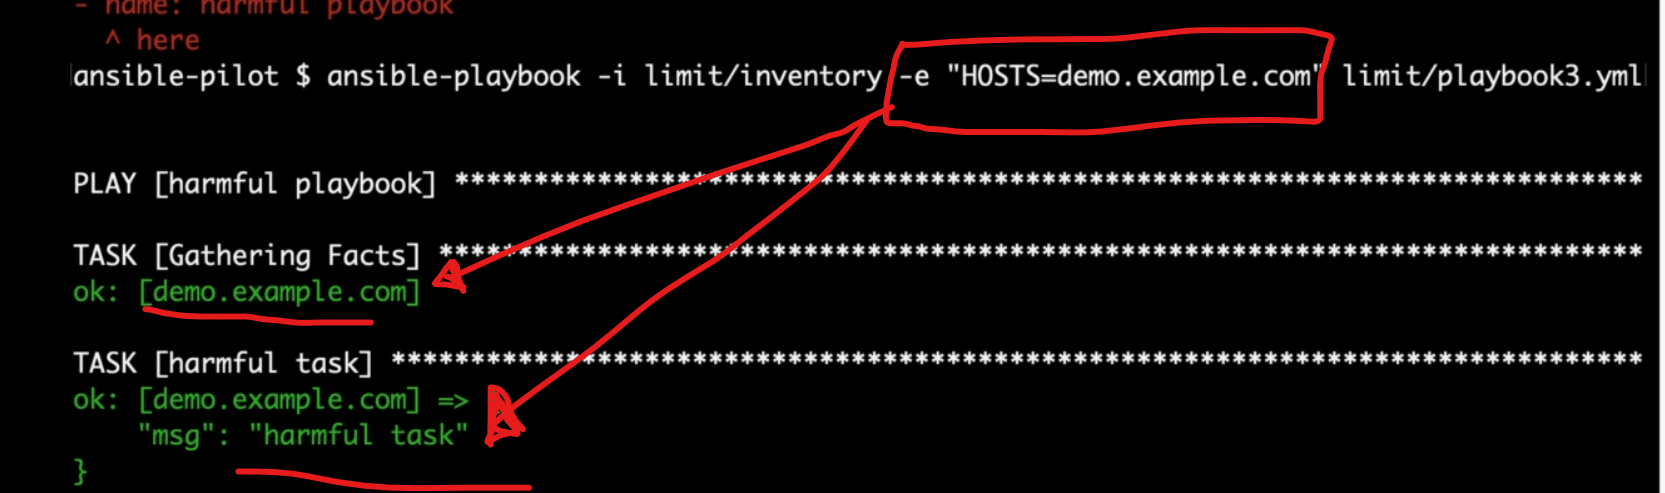 - name: harmful playbook
^ here
ansible-pilot $ ansible-playbook -i limit/inventory -e "HOSTS=demo.example.com" limit/playbook3.yml
PLAY [harmful playbook] ***************************************************************************
TASK [Gathering Facts] ****************************************************************************
ok: [demo.example.com]
TASK [harmful task] *******************************************************************************
ok: [demo.example.com] =>
"msg": "harmful task"
}